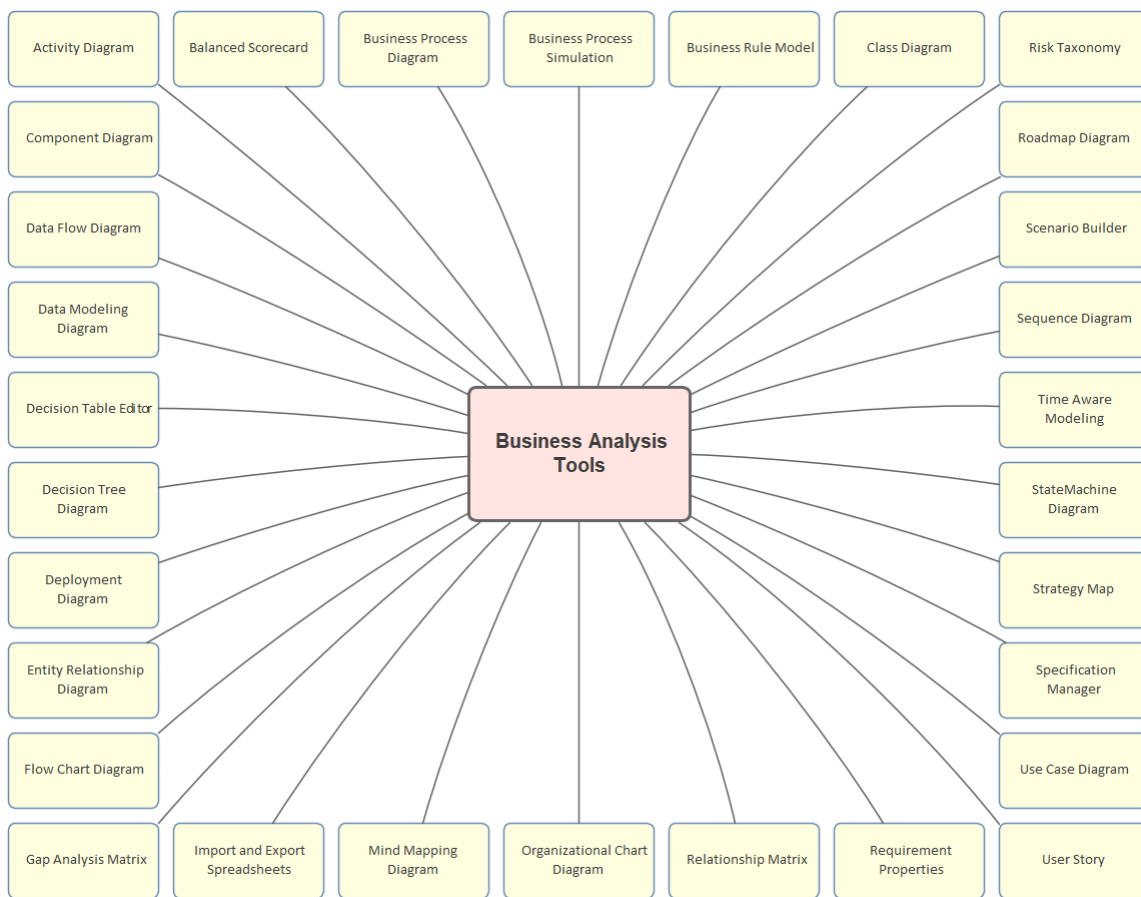 Activity Diagram
Balanced Scorecard
Business Process
Diagram
Business Process
Simulation
Business Rule Model
Class Diagram
Risk Taxonomy
Component Diagram
Roadmap Diagram
Data Flow Diagram
Scenario Builder
Data Modeling
Diagram
Sequence Diagram
Decision Table Editor
Time Aware
Modeling
Business Analysis
Tools
Decision Tree
Diagram
StateMachine
Diagram
Deployment
Diagram
Strategy Map
Entity Relationship
Diagram
Specification
Manager
Flow Chart Diagram
Use Case Diagram
Gap Analysis Matrix
Import and Export
Spreadsheets
Mind Mapping
Diagram
Organizational Chart
Diagram
Relationship Matrix
Requirement
Properties
User Story